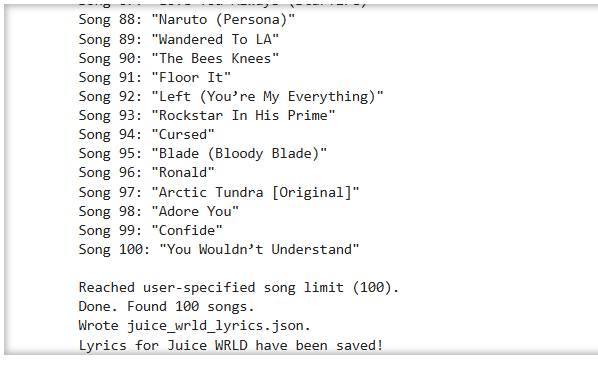 Song 88: "Naruto (Persona)"
Song 89: "Wandered To LA"
Song 90: "The Bees Knees"
Song 91: "Floor It"
Song 92: "Left (You’re My Everything)"
Song 93: "Rockstar In His Prime"
Song 94: "Cursed"
Song 95: "Blade (Bloody Blade)"
Song 96: "Ronald"
Song 97: "Arctic Tundra [Original]"
Song 98: "Adore You"
Song 99: "Confide"
Song 100: "You Wouldn’t Understand"
Reached user-specified song limit (100).
Done. Found 100 songs.
Wrote juice_wrld_lyrics.json.
Lyrics for Juice WRLD have been saved!